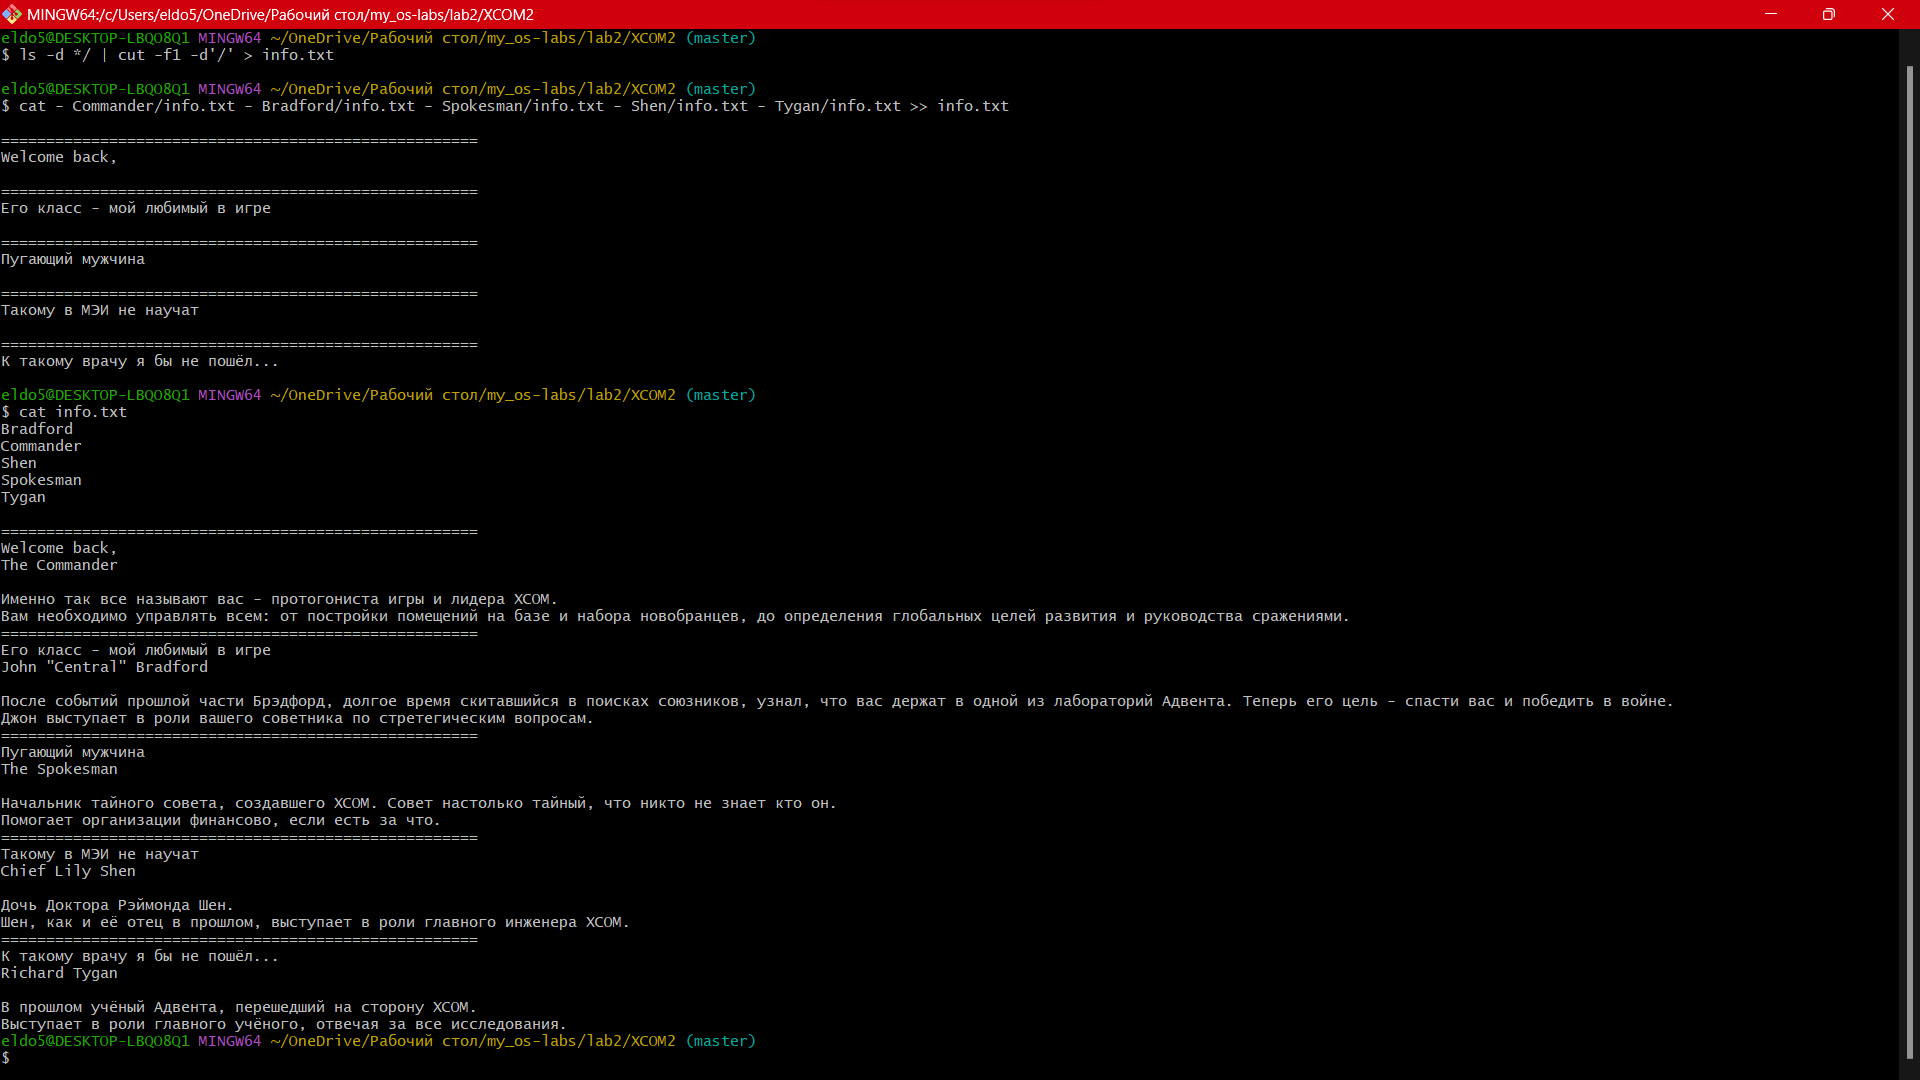 MINGW64:/c/Users/eldo5/OneDrive/Рабочий стол/my_os-labs/lab2/XCOM2
eldo5@DESKTOP-LBQO8Q1 MINGW64 ~/OneDrive/Рабочий стол/my_os-labs/lab2/XCOM2 (master)
$ ls -d */ | cut -f1 -d'/' > info.txt
eldo5@DESKTOP-LBQO8Q1 MINGW64 ~/OneDrive/Рабочий стол/my_os-labs/lab2/XCOM2 (master)
$ cat - Commander/info.txt - Bradford/info.txt - Spokesman/info.txt - Shen/info.txt - Tygan/info.txt >> info.txt
=====================================================
Welcome back,
=====================================================
Его класс - мой любимый в игре
=====================================================
Пугающий мужчина
=====================================================
Такому в МЭИ не научат
=====================================================
К такому врачу я бы не пошёл...
eldo5@DESKTOP-LBQO8Q1 MINGW64 ~/OneDrive/Рабочий стол/my_os-labs/lab2/XCOM2 (master)
$ cat info.txt
Bradford
Commander
Shen
Spokesman
Tygan
=====================================================
Welcome back,
The Commander
Именно так все называют вас - протогониста игры и лидера XCOM.
Вам необходимо управлять всем: от постройки помещений на базе и набора новобранцев, до определения глобальных целей развития и руководства сражениями.
=====================================================
Его класс - мой любимый в игре
John "Central" Bradford
После событий прошлой части Брэдфорд, долгое время скитавшийся в поисках союзников, узнал, что вас держат в одной из лабораторий Адвента. Теперь его цель - спасти вас и победить в войне.
Джон выступает в роли вашего советника по стретегическим вопросам.
=====================================================
Пугающий мужчина
The Spokesman
Начальник тайного совета, создавшего XCOM. Совет настолько тайный, что никто не знает кто он.
Помогает организации финансово, если есть за что.
=====================================================
Такому в МЭИ не научат
Chief Lily Shen
Дочь Доктора Рэймонда Шен.
Шен, как и её отец в прошлом, выступает в роли главного инженера XCOM.
=====================================================
К такому врачу я бы не пошёл...
Richard Tygan
В прошлом учёный Адвента, перешедший на сторону XCOM.
Выступает в роли главного учёного, отвечая за все исследования.
eldo5@DESKTOP-LBQO8Q1 MINGW64 ~/OneDrive/Рабочий стол/my_os-labs/lab2/XCOM2 (master)
$